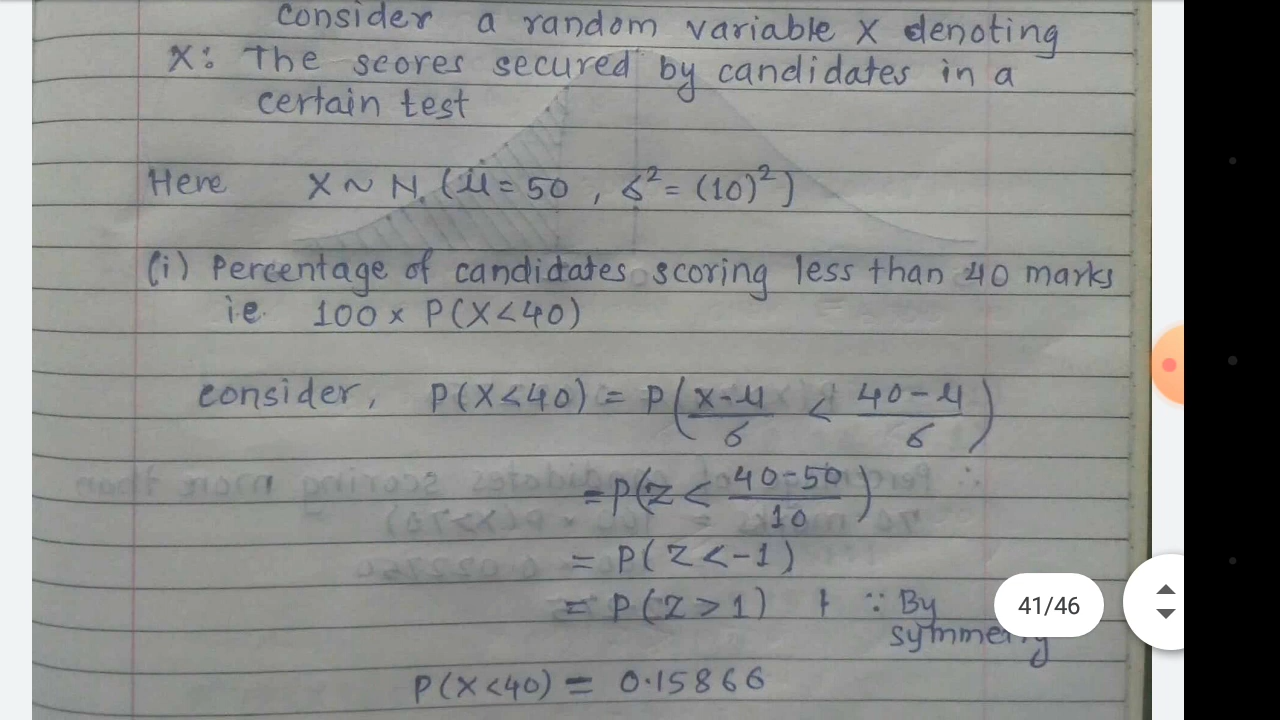 consider a random variable X denoting
X: The scores secured by candidates in a
certain test
Here X ~ N (μ = 50 , σ² = (10)²)
(i) Percentage of candidates scoring less than 40 marks
i.e. 100 × P(X<40)
consider, P(X<40) = P((X-μ)/σ < (40-μ)/σ)
= P(Z < (40-50)/10)
= P(Z<-1)
= P(Z>1) | ∵ By
symmetry
41/46
P(X<40) = 0.15866